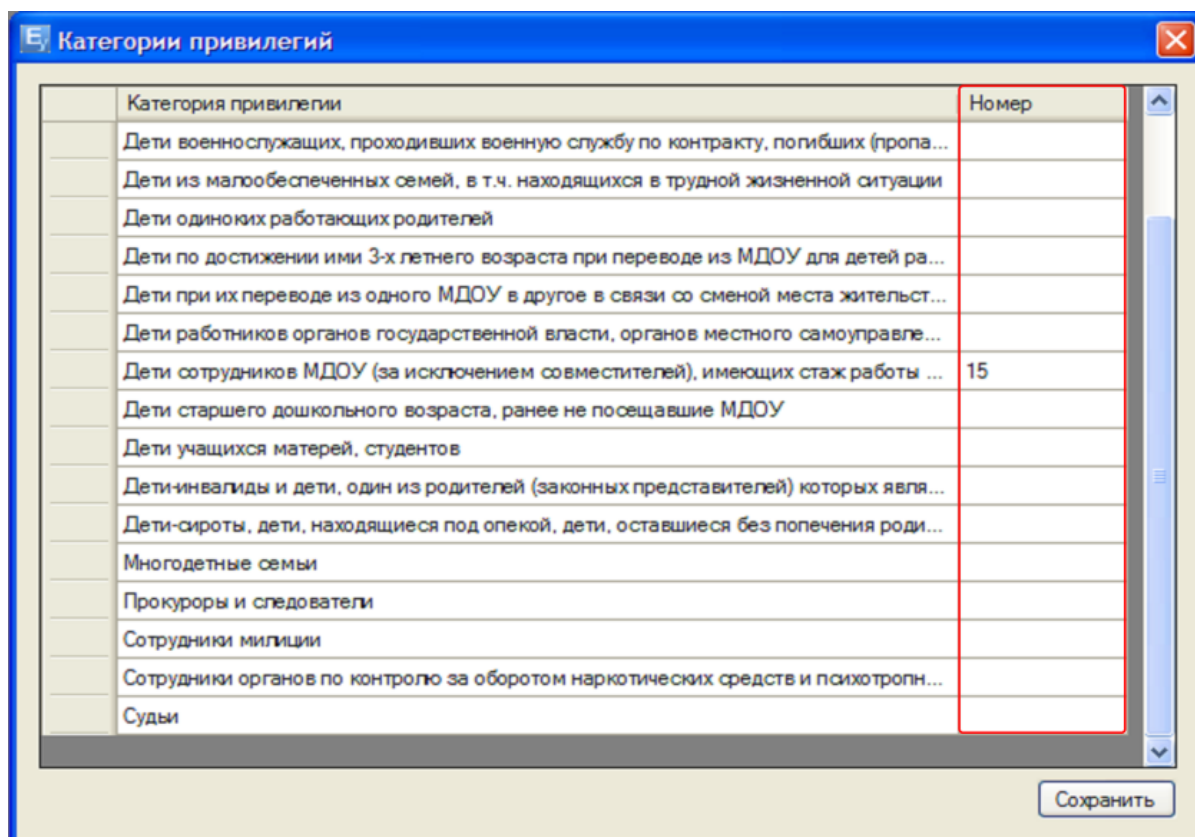 Категории привилегий
Категория привилегии Номер
Дети военнослужащих, проходивших военную службу по контракту, погибших (пропа...
Дети из малообеспеченных семей, в т.ч. находящихся в трудной жизненной ситуации
Дети одиноких работающих родителей
Дети по достижении ими 3-х летнего возраста при переводе из МДОУ для детей ра...
Дети при их переводе из одного МДОУ в другое в связи со сменой места жительст...
Дети работников органов государственной власти, органов местного самоуправле...
Дети сотрудников МДОУ (за исключением совместителей), имеющих стаж работы ... 15
Дети старшего дошкольного возраста, ранее не посещавшие МДОУ
Дети учащихся матерей, студентов
Дети-инвалиды и дети, один из родителей (законных представителей) которых явля...
Дети-сироты, дети, находящиеся под опекой, дети, оставшиеся без попечения роди...
Многодетные семьи
Прокуроры и следователи
Сотрудники милиции
Сотрудники органов по контролю за оборотом наркотических средств и психотропн...
Судьи
Сохранить